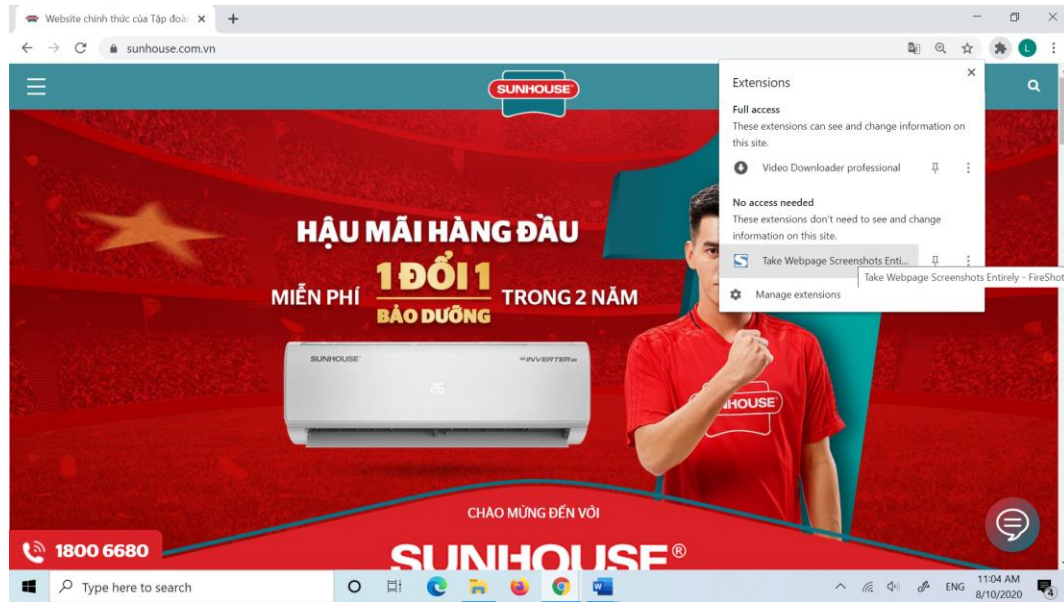 Website chính thức của Tập đoà
sunhouse.com.vn
L
SUNHOUSE
Extensions
Full access
These extensions can see and change information on
this site.
Video Downloader professional
No access needed
These extensions don't need to see and change
information on this site.
Take Webpage Screenshots Enti...
Take Webpage Screenshots Entirely - FireShot
Manage extensions
HẬU MÃI HÀNG ĐẦU
MIỄN PHÍ 1 ĐỔI 1 TRONG 2 NĂM
BẢO DƯỠNG
SUNHOUSE
INVERTER
26
SUNHOUSE
CHÀO MỪNG ĐẾN VỚI
SUNHOUSE®
1800 6680
Type here to search
ENG
11:04 AM
8/10/2020
4